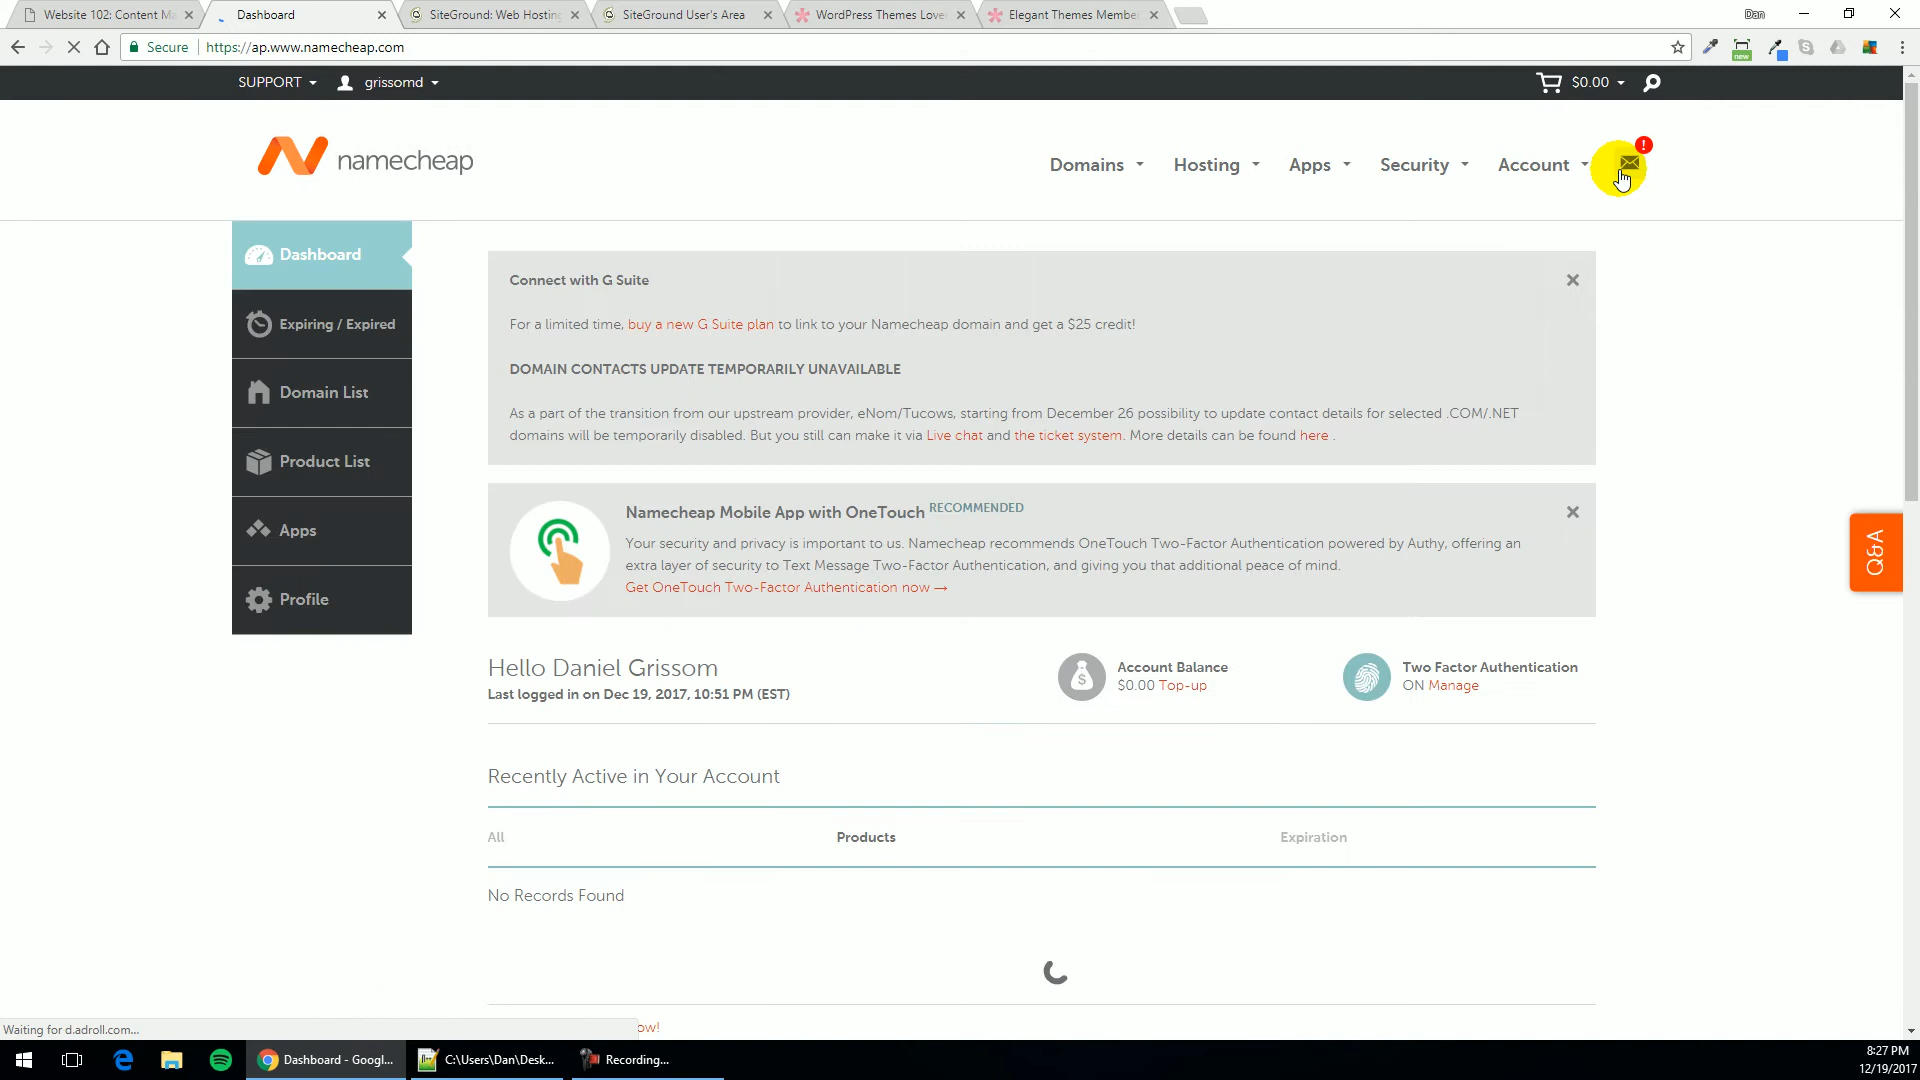 Website 102: Content Ma
Dashboard
SiteGround: Web Hosting
SiteGround User's Area
WordPress Themes Love
Elegant Themes Membe
Dan
Secure
https://ap.www.namecheap.com
new
SUPPORT
grissomd
$0.00
namecheap
Domains
Hosting
Apps
Security
Account
!
Dashboard
Expiring / Expired
Domain List
Product List
Apps
Profile
Connect with G Suite
For a limited time, buy a new G Suite plan to link to your Namecheap domain and get a $25 credit!
DOMAIN CONTACTS UPDATE TEMPORARILY UNAVAILABLE
As a part of the transition from our upstream provider, eNom/Tucows, starting from December 26 possibility to update contact details for selected .COM/.NET
domains will be temporarily disabled. But you still can make it via Live chat and the ticket system. More details can be found here .
Namecheap Mobile App with OneTouch RECOMMENDED
Your security and privacy is important to us. Namecheap recommends OneTouch Two-Factor Authentication powered by Authy, offering an
extra layer of security to Text Message Two-Factor Authentication, and giving you that additional peace of mind.
Get OneTouch Two-Factor Authentication now →
Q&A
Hello Daniel Grissom
Last logged in on Dec 19, 2017, 10:51 PM (EST)
Account Balance
$0.00 Top-up
Two Factor Authentication
ON Manage
Recently Active in Your Account
All
Products
Expiration
No Records Found
Waiting for d.adroll.com...
ow!
Dashboard - Googl...
C:\Users\Dan\Desk...
Recording...
8:27 PM
12/19/2017